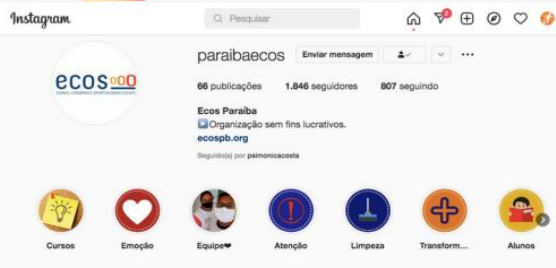 Instagram
Pesquisar
2
paraibaecos Enviar mensagem
ecos
66 publicações 1.846 seguidores 807 seguindo
Ecos Paraíba
Organização sem fins lucrativos.
ecospb.org
Seguido(a) por psimonicacosta
Cursos Emoção Equipe Atenção Limpeza Transform... Alunos